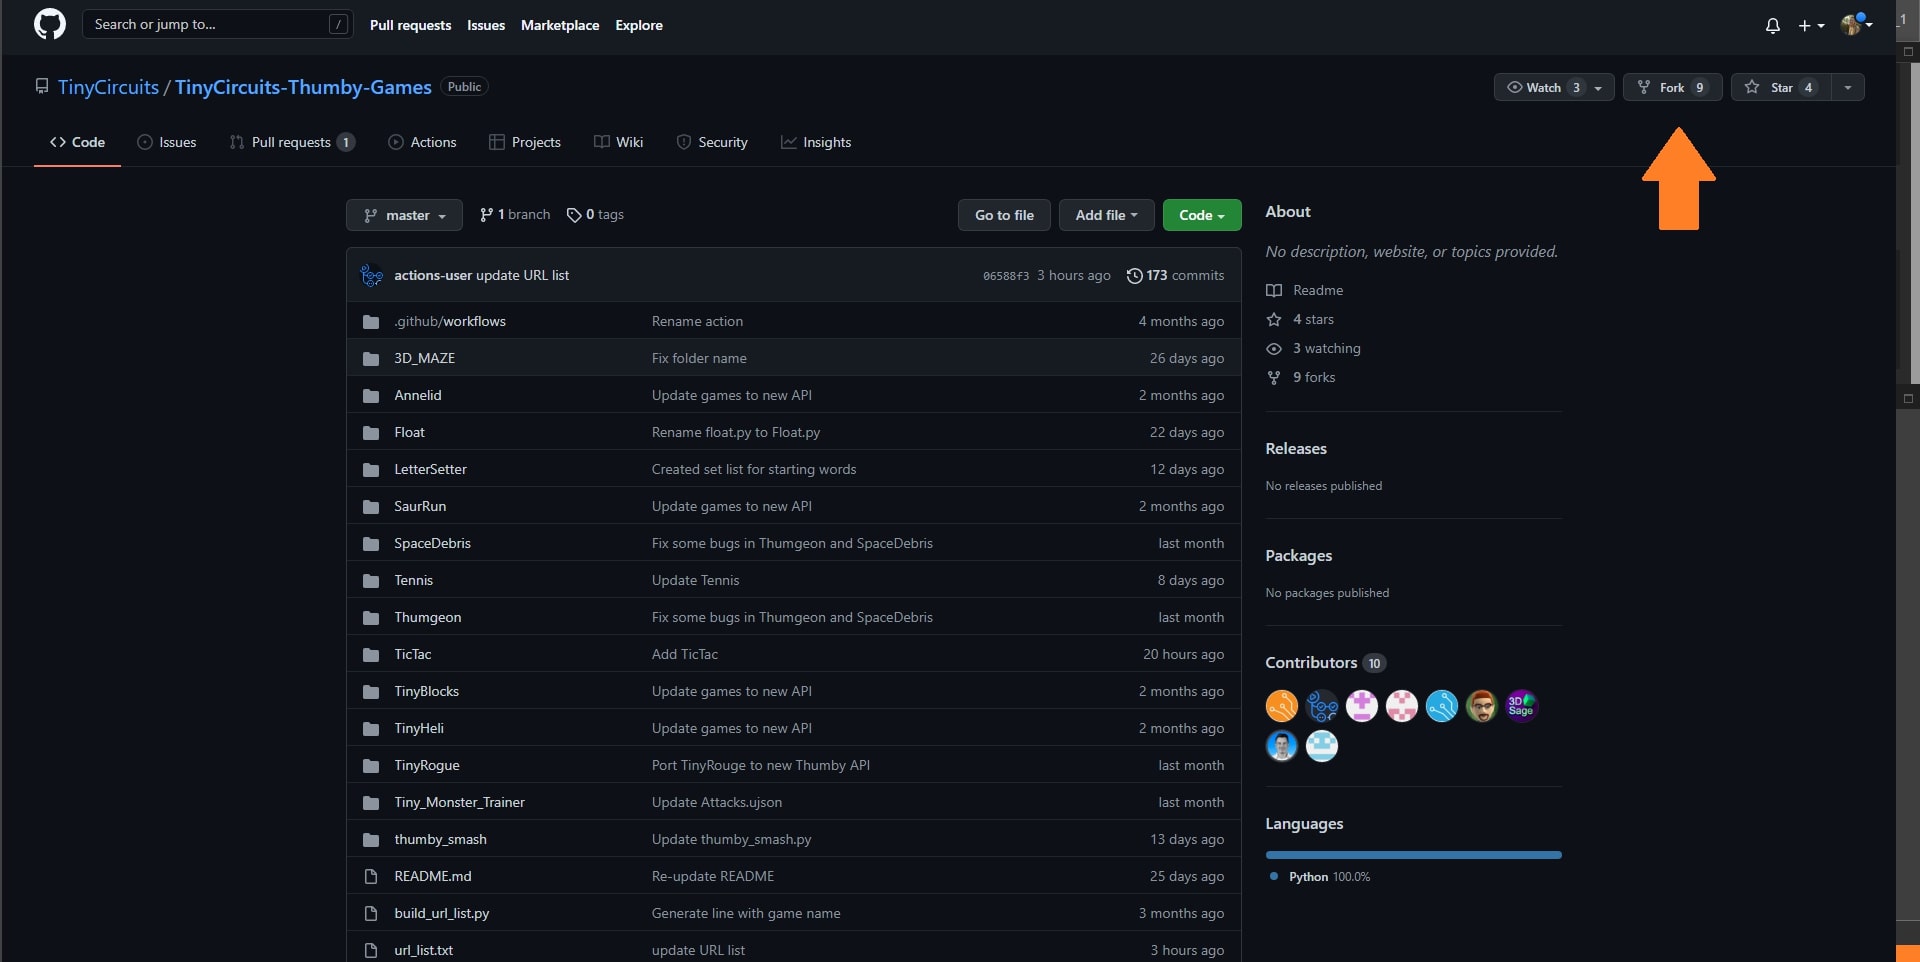 Search or jump to... /
Pull requests Issues Marketplace Explore
TinyCircuits / TinyCircuits-Thumby-Games Public
Watch 3 Fork 9 Star 4
Code Issues Pull requests 1 Actions Projects Wiki Security Insights
master 1 branch 0 tags Go to file Add file Code
actions-user update URL list 06588f3 3 hours ago 173 commits
.github/workflows Rename action 4 months ago
3D_MAZE Fix folder name 26 days ago
Annelid Update games to new API 2 months ago
Float Rename float.py to Float.py 22 days ago
LetterSetter Created set list for starting words 12 days ago
SaurRun Update games to new API 2 months ago
SpaceDebris Fix some bugs in Thumgeon and SpaceDebris last month
Tennis Update Tennis 8 days ago
Thumgeon Fix some bugs in Thumgeon and SpaceDebris last month
TicTac Add TicTac 20 hours ago
TinyBlocks Update games to new API 2 months ago
TinyHeli Update games to new API 2 months ago
TinyRogue Port TinyRouge to new Thumby API last month
Tiny_Monster_Trainer Update Attacks.ujson last month
thumby_smash Update thumby_smash.py 13 days ago
README.md Re-update README 25 days ago
build_url_list.py Generate line with game name 3 months ago
url_list.txt update URL list 3 hours ago
About
No description, website, or topics provided.
Readme
4 stars
3 watching
9 forks
Releases
No releases published
Packages
No packages published
Contributors 10
3D
Sage
Languages
Python 100.0%
_1